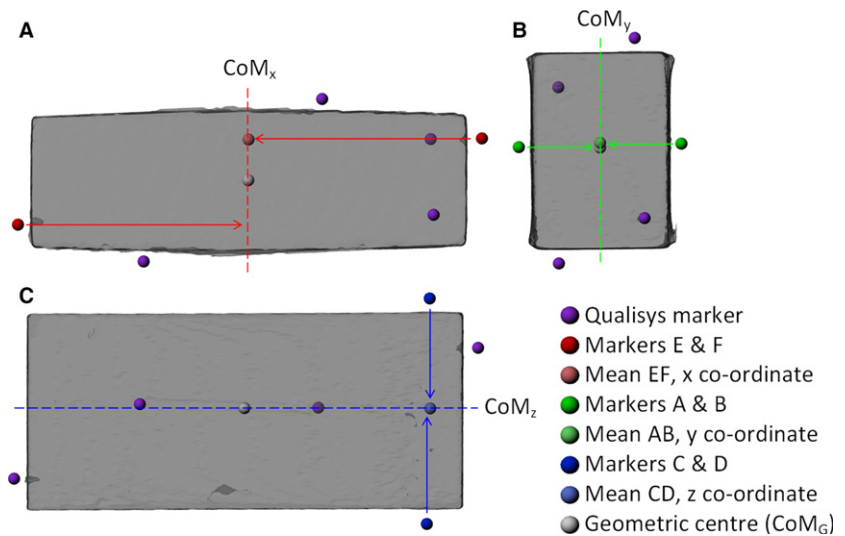 A
CoMx
B
CoMy
C
CoMz
Qualisys marker
Markers E & F
Mean EF, x co-ordinate
Markers A & B
Mean AB, y co-ordinate
Markers C & D
Mean CD, z co-ordinate
Geometric centre (CoMG)